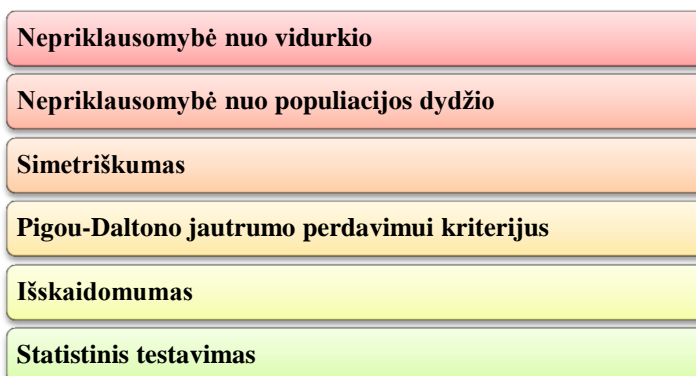 Nepriklausomybė nuo vidurkio
Nepriklausomybė nuo populiacijos dydžio
Simetriškumas
Pigou-Daltono jautrumo perdavimui kriterijus
Išskaidomumas
Statistinis testavimas